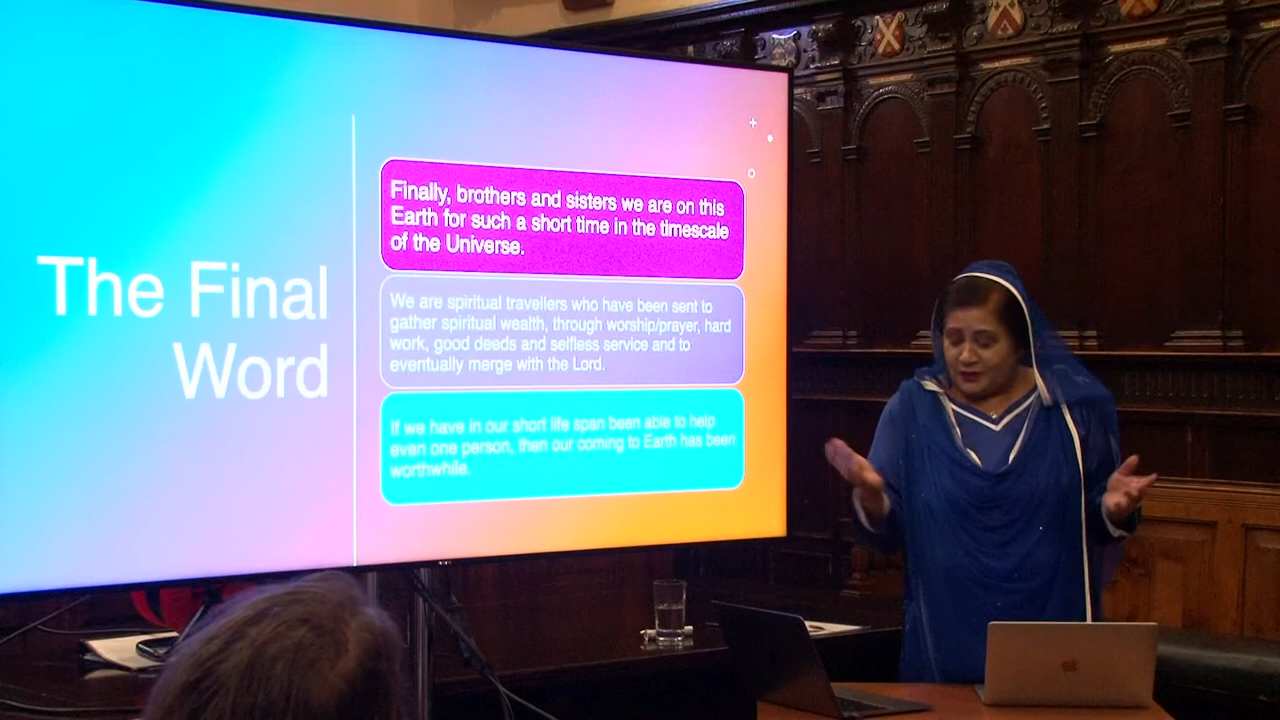 The Final
Word
Finally, brothers and sisters we are on this
Earth for such a short time in the timescale
of the Universe.
We are spiritual travellers who have been sent to
gather spiritual wealth, through worship/prayer, hard
work, good deeds and selfless service and to
eventually merge with the Lord.
If we have in our short life span been able to help
even one person, then our coming to Earth has been
worthwhile.